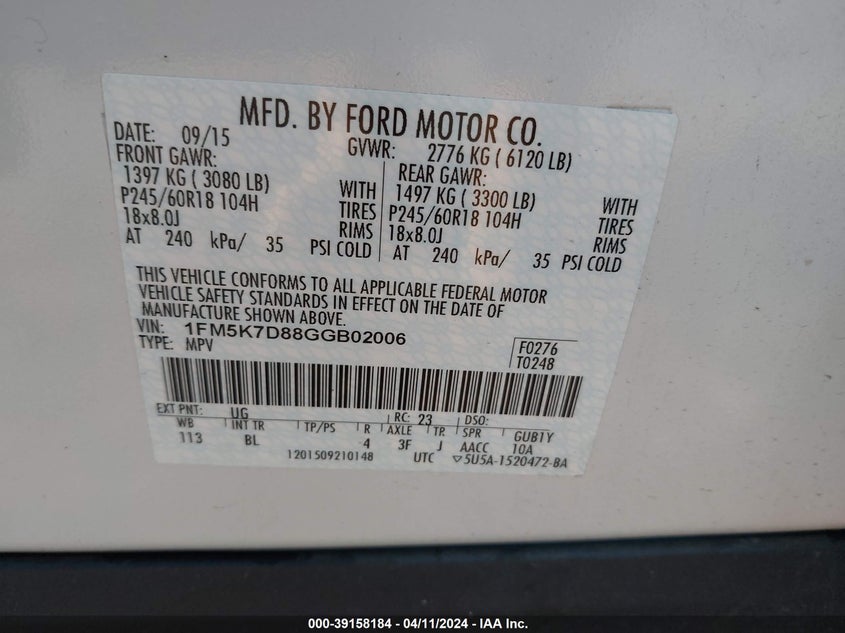 MFD. BY FORD MOTOR CO.
DATE: 09/15 GVWR: 2776 KG ( 6120 LB)
FRONT GAWR: REAR GAWR:
1397 KG ( 3080 LB) WITH 1497 KG ( 3300 LB) WITH
P245/60R18 104H TIRES P245/60R18 104H TIRES
18x8.0J RIMS 18x8.0J RIMS
AT 240 kPa/ 35 PSI COLD AT 240 kPa/ 35 PSI COLD
THIS VEHICLE CONFORMS TO ALL APPLICABLE FEDERAL MOTOR
VEHICLE SAFETY STANDARDS IN EFFECT ON THE DATE OF
MANUFACTURE SHOWN ABOVE.
VIN: 1FM5K7D88GGB02006
TYPE: MPV
F0276
T0248
EXT PNT: UG RC: 23 DSO:
WB INT TR TP/PS R AXLE TR SPR GUB1Y
113 BL 4 3F J AACC 10A
1201509210148 UTC ▽5U5A-1520472-BA
000-39158184 / 04/11/2024 - IAA Inc.